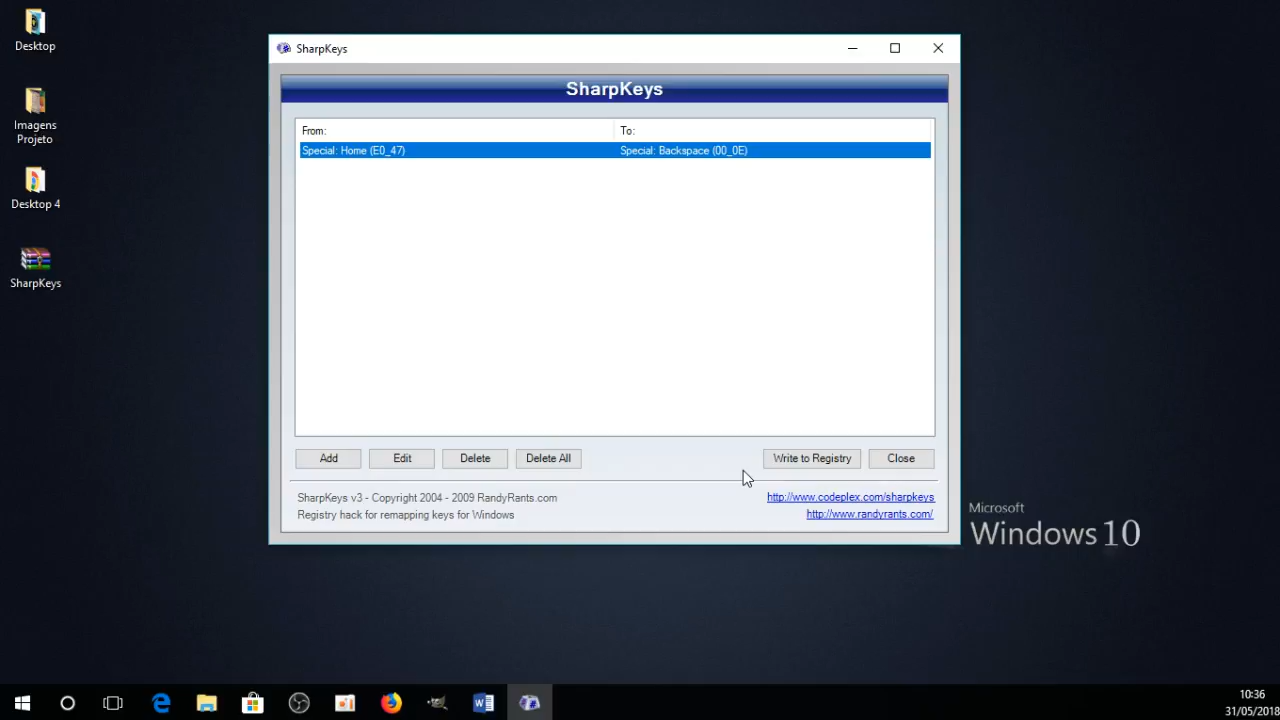 Desktop
Imagens
Projeto
Desktop 4
SharpKeys
SharpKeys
SharpKeys
From: To:
Special: Home (E0_47) Special: Backspace (00_0E)
Add Edit Delete Delete All Write to Registry Close
SharpKeys v3 - Copyright 2004 - 2009 RandyRants.com http://www.codeplex.com/sharpkeys
Registry hack for remapping keys for Windows http://www.randyrants.com/
Microsoft
Windows 10
10:36
31/05/2018